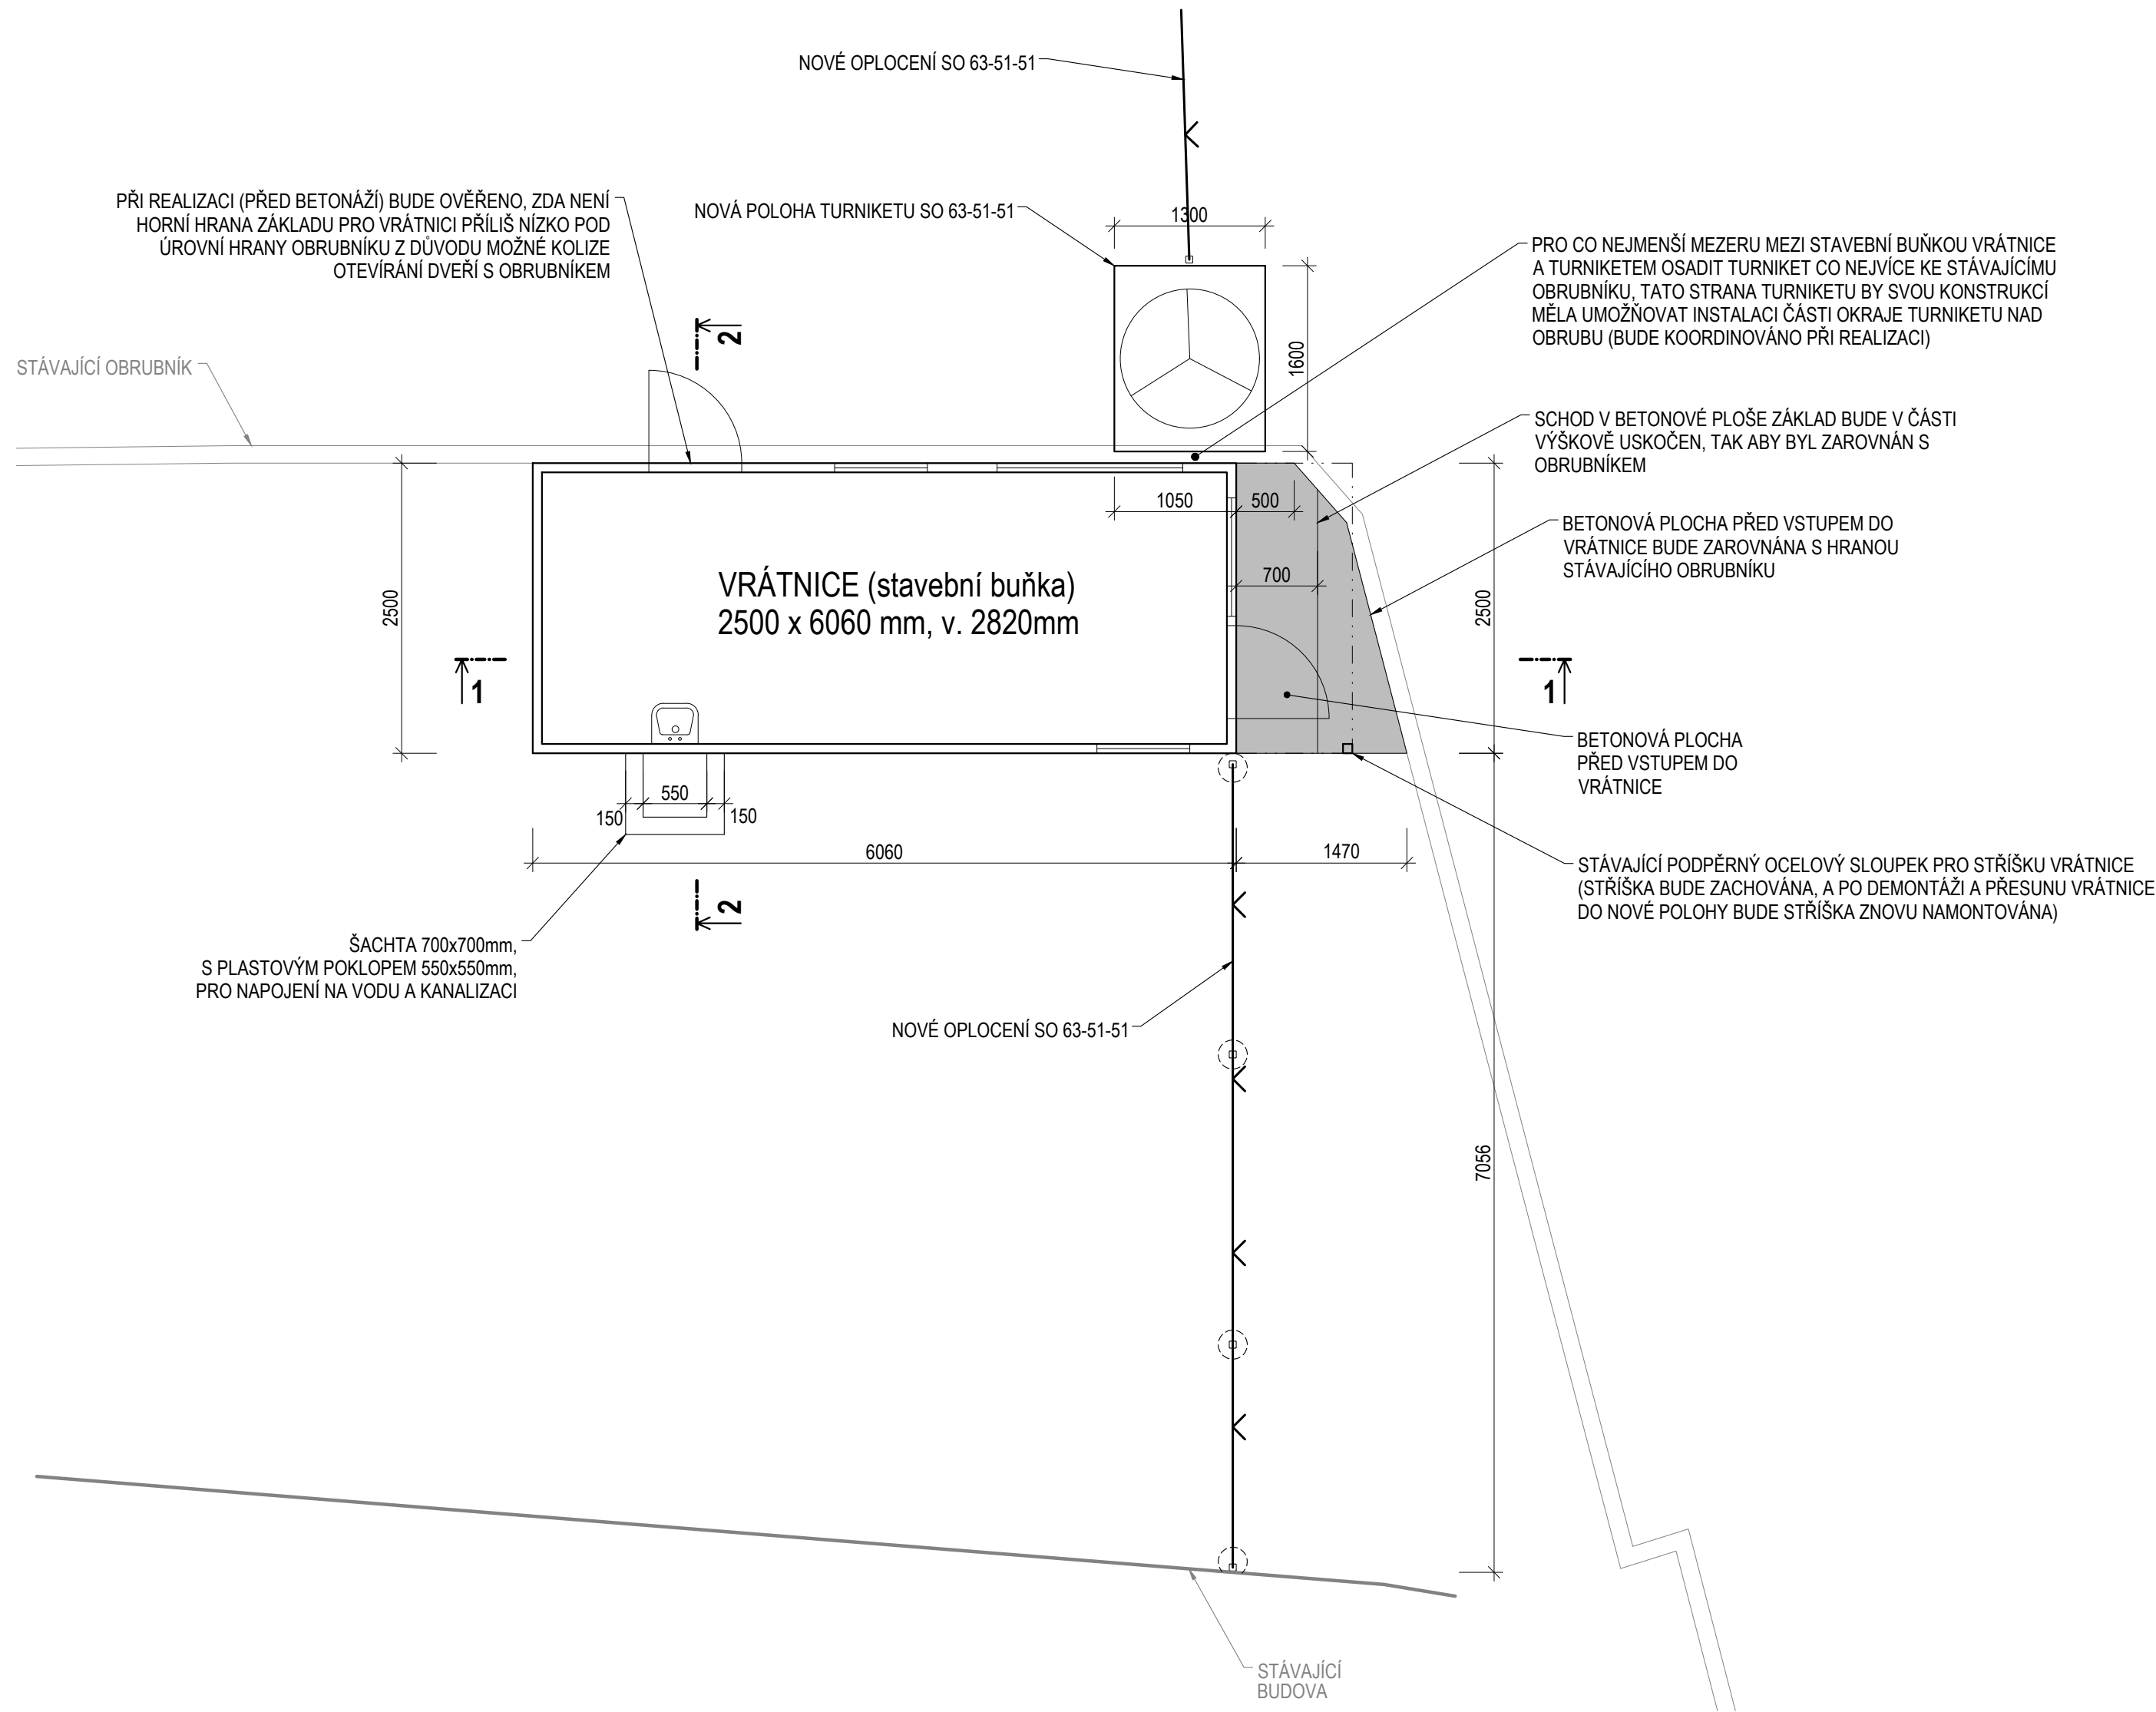 NOVÉ OPLOCENÍ SO 63-51-51
PŘI REALIZACI (PŘED BETONÁŽÍ) BUDE OVĚŘENO, ZDA NENÍ
HORNÍ HRANA ZÁKLADU PRO VRÁTNICI PŘÍLIŠ NÍZKO POD
ÚROVNÍ HRANY OBRUBNÍKU Z DŮVODU MOŽNÉ KOLIZE
OTEVÍRÁNÍ DVEŘÍ S OBRUBNÍKEM
NOVÁ POLOHA TURNIKETU SO 63-51-51
1300
PRO CO NEJMENŠÍ MEZERU MEZI STAVEBNÍ BUŇKOU VRÁTNICE
A TURNIKETEM OSADIT TURNIKET CO NEJVÍCE KE STÁVAJÍCÍMU
OBRUBNÍKU, TATO STRANA TURNIKETU BY SVOU KONSTRUKCÍ
MĚLA UMOŽŇOVAT INSTALACI ČÁSTI OKRAJE TURNIKETU NAD
OBRUBU (BUDE KOORDINOVÁNO PŘI REALIZACI)
2
1600
STÁVAJÍCÍ OBRUBNÍK
SCHOD V BETONOVÉ PLOŠE ZÁKLAD BUDE V ČÁSTI
VÝŠKOVĚ USKOČEN, TAK ABY BYL ZAROVNÁN S
OBRUBNÍKEM
1050
500
BETONOVÁ PLOCHA PŘED VSTUPEM DO
VRÁTNICE BUDE ZAROVNÁNA S HRANOU
STÁVAJÍCÍHO OBRUBNÍKU
700
VRÁTNICE (stavební buňka)
2500 x 6060 mm, v. 2820mm
2500
2500
1
1
BETONOVÁ PLOCHA
PŘED VSTUPEM DO
VRÁTNICE
550
150
150
6060
1470
STÁVAJÍCÍ PODPĚRNÝ OCELOVÝ SLOUPEK PRO STŘÍŠKU VRÁTNICE
(STŘÍŠKA BUDE ZACHOVÁNA, A PO DEMONTÁŽI A PŘESUNU VRÁTNICE
DO NOVÉ POLOHY BUDE STŘÍŠKA ZNOVU NAMONTOVÁNA)
2
ŠACHTA 700x700mm,
S PLASTOVÝM POKLOPEM 550x550mm,
PRO NAPOJENÍ NA VODU A KANALIZACI
NOVÉ OPLOCENÍ SO 63-51-51
7056
STÁVAJÍCÍ
BUDOVA